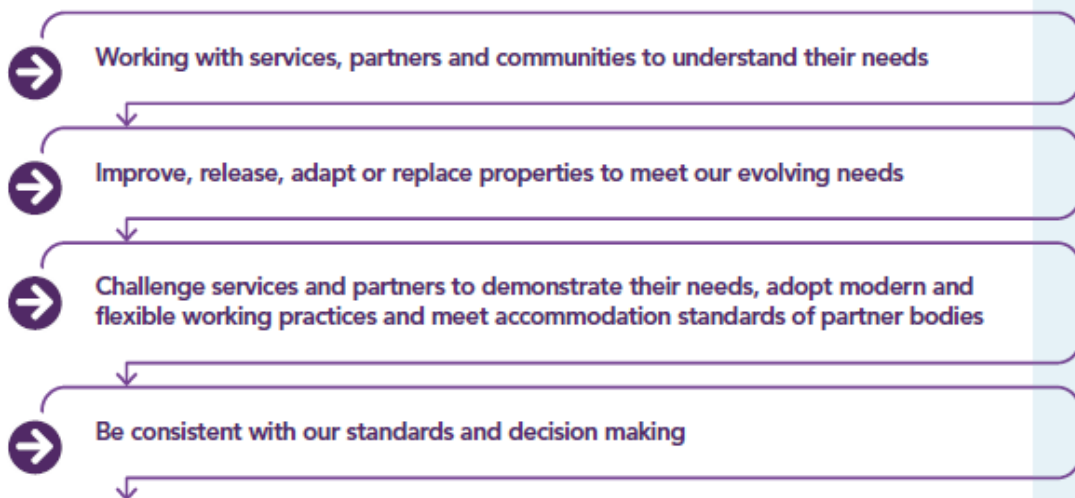 Working with services, partners and communities to understand their needs
Improve, release, adapt or replace properties to meet our evolving needs
Challenge services and partners to demonstrate their needs, adopt modern and
flexible working practices and meet accommodation standards of partner bodies
Be consistent with our standards and decision making